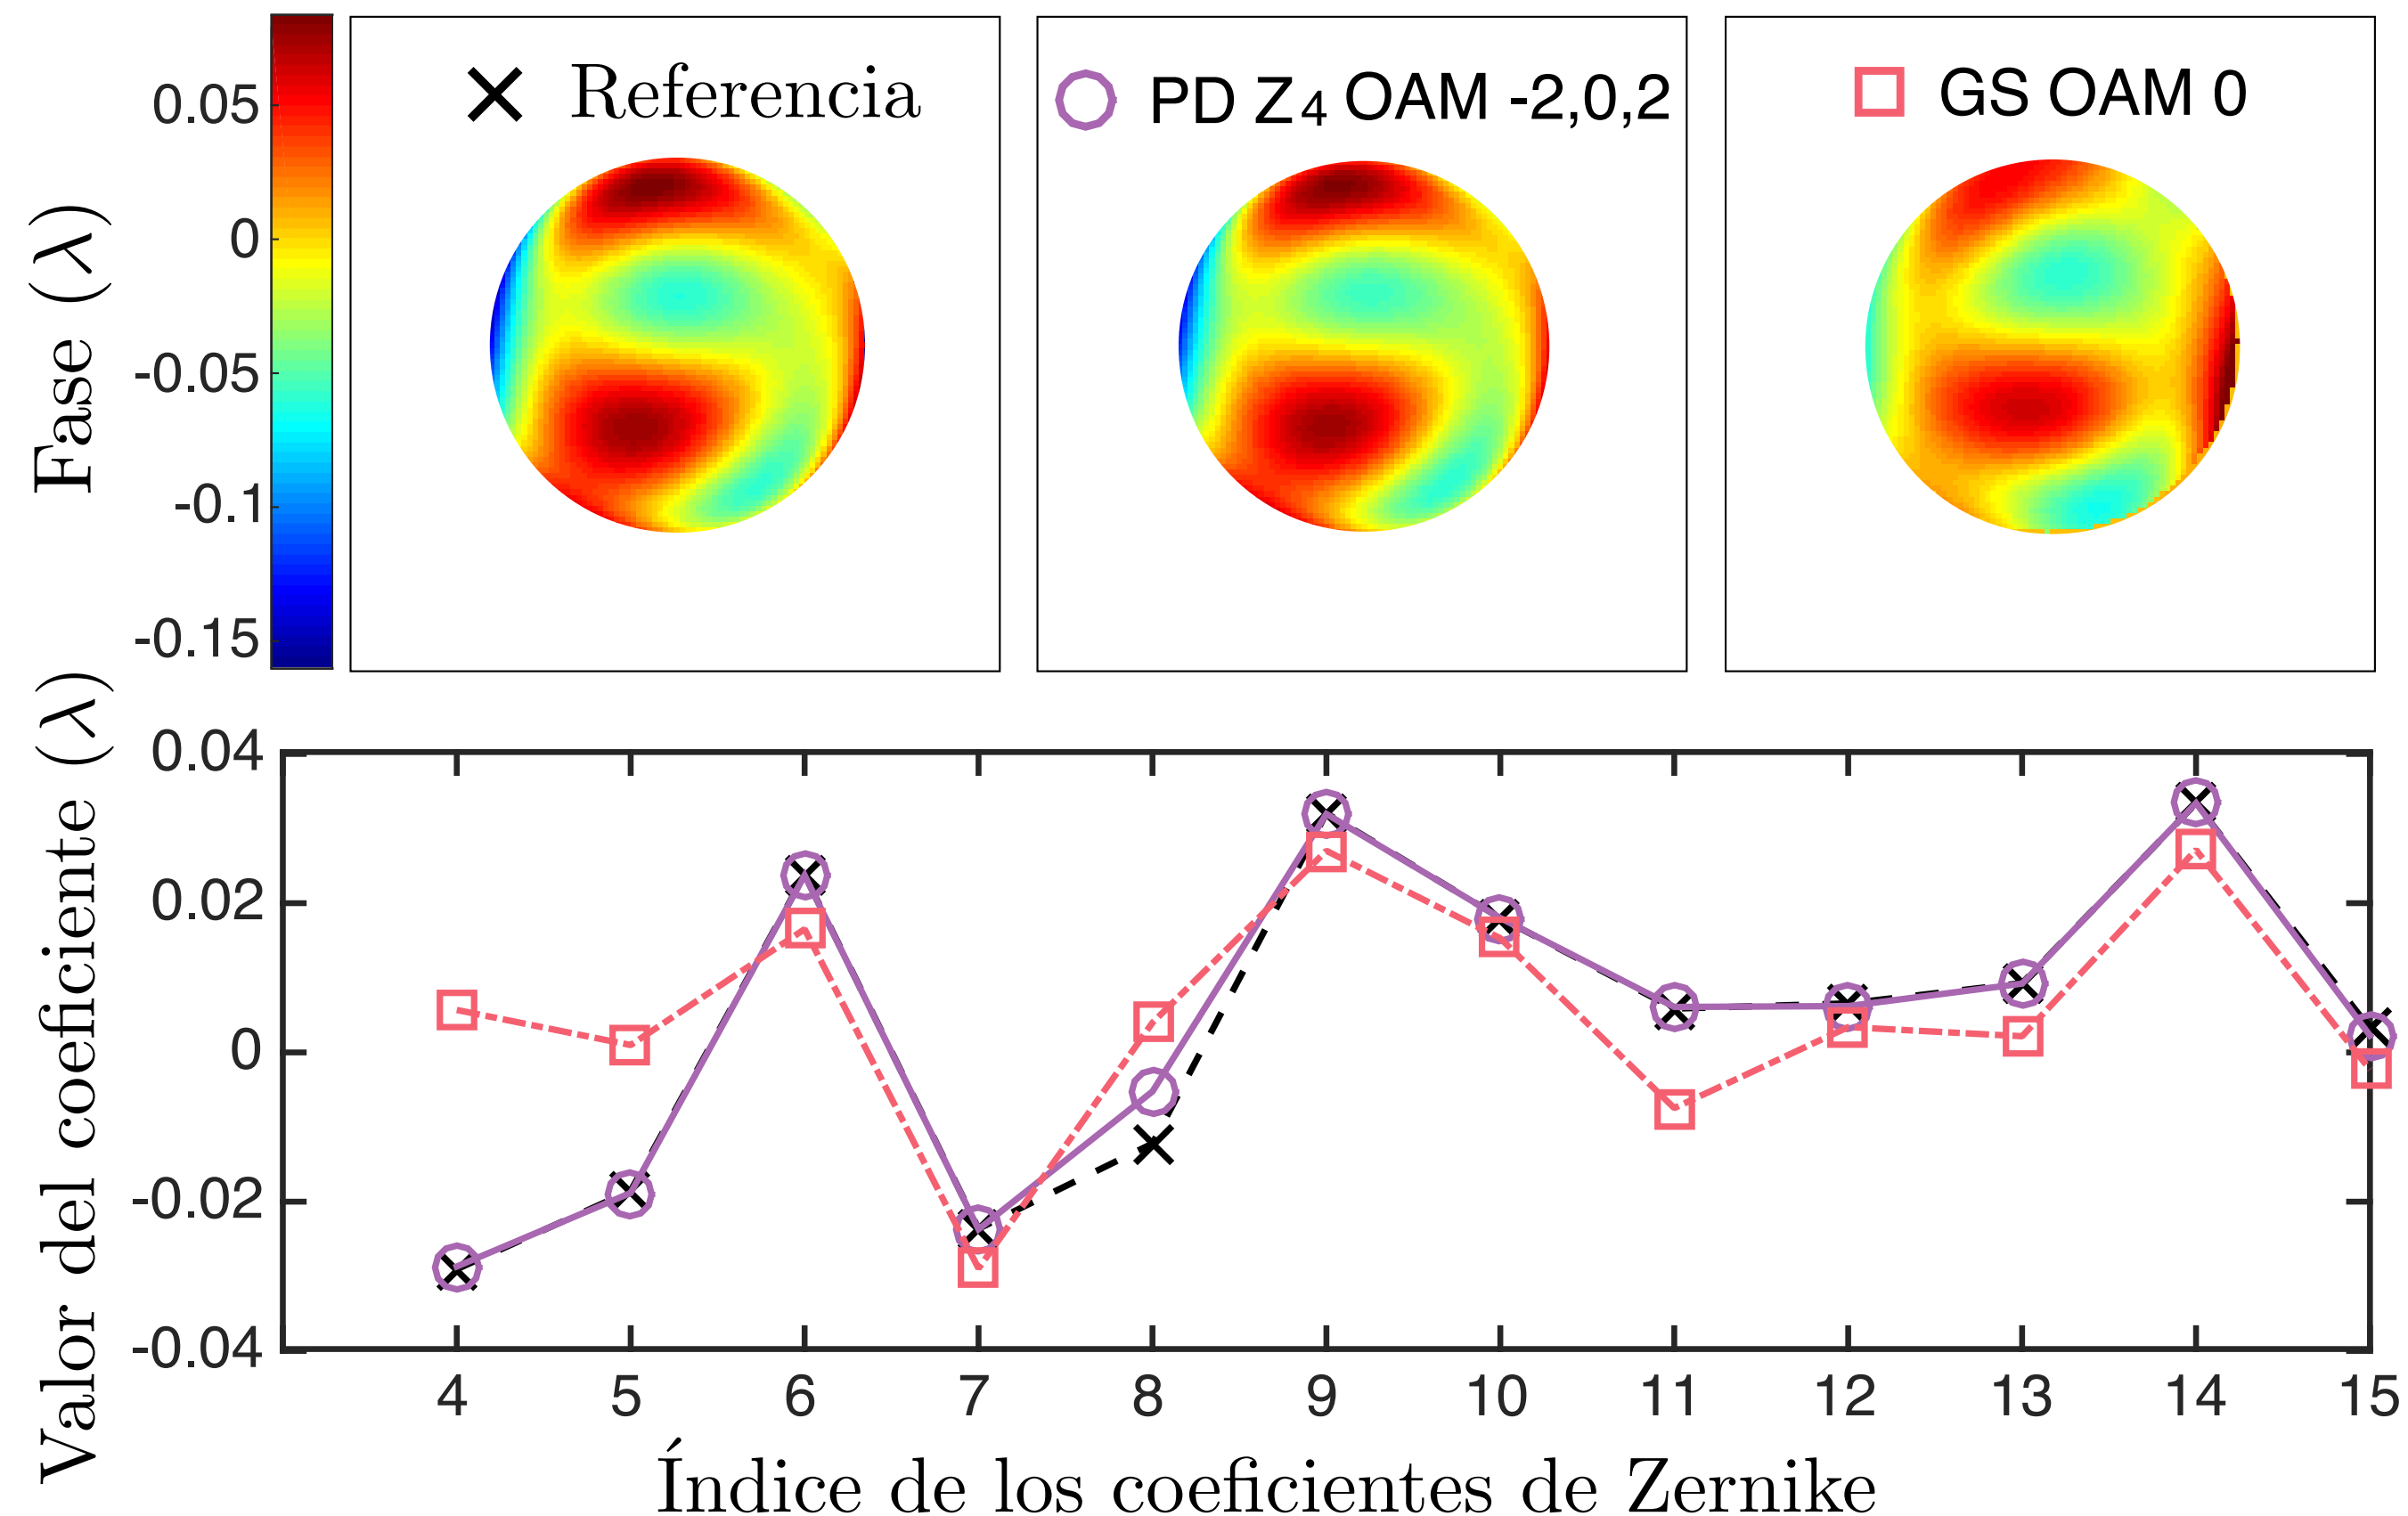 Fase (λ)
0.05
0
-0.05
-0.1
-0.15
Referencia
PD Z4 OAM -2,0,2
GS OAM 0
Valor del coeficiente (λ)
0.04
0.02
0
-0.02
-0.04
4 5 6 7 8 9 10 11 12 13 14 15
Índice de los coeficientes de Zernike